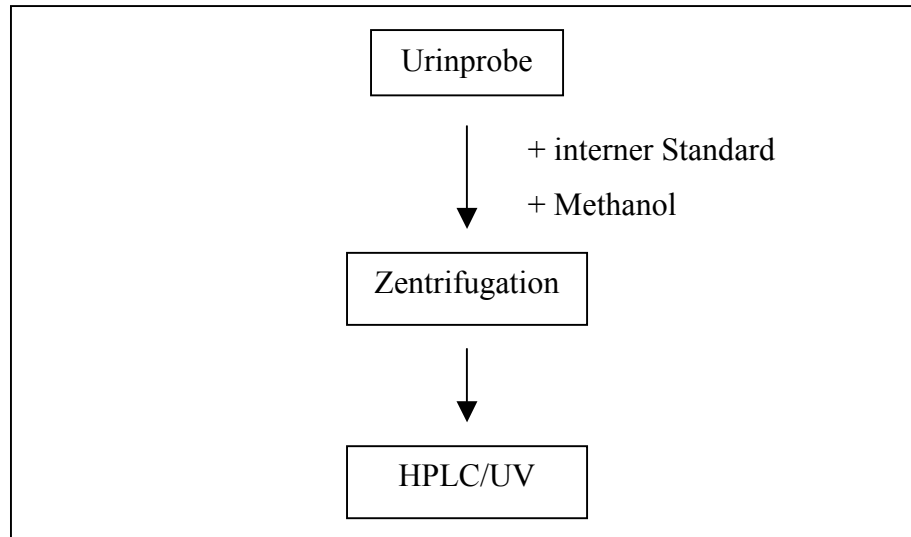 Urinprobe
+ interner Standard
+ Methanol
Zentrifugation
HPLC/UV